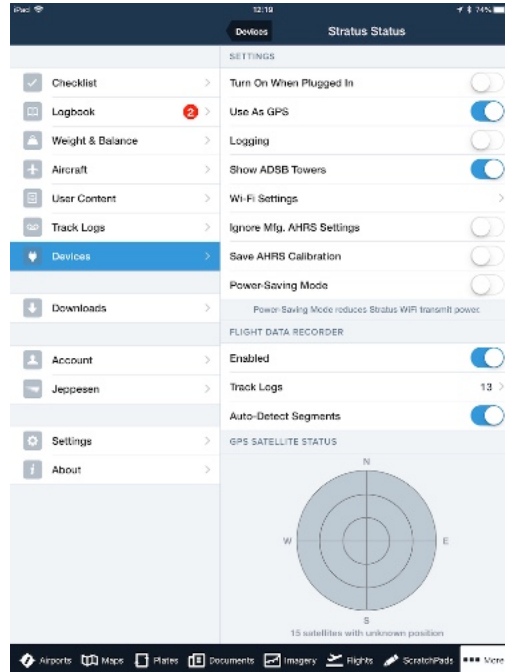 iPad
12:19
74%
Devices
Stratus Status
Checklist
Logbook
2
Weight & Balance
Aircraft
User Content
Track Logs
Devices
Downloads
Account
Jeppesen
Settings
About
SETTINGS
Turn On When Plugged In
Use As GPS
Logging
Show ADSB Towers
Wi-Fi Settings
Ignore Mfg. AHRS Settings
Save AHRS Calibration
Power-Saving Mode
Power-Saving Mode reduces Stratus WiFi transmit power.
FLIGHT DATA RECORDER
Enabled
Track Logs 13
Auto-Detect Segments
GPS SATELLITE STATUS
N
W E
S
15 satellites with unknown position
Airports Maps Plates Documents Imagery Flights ScratchPads More